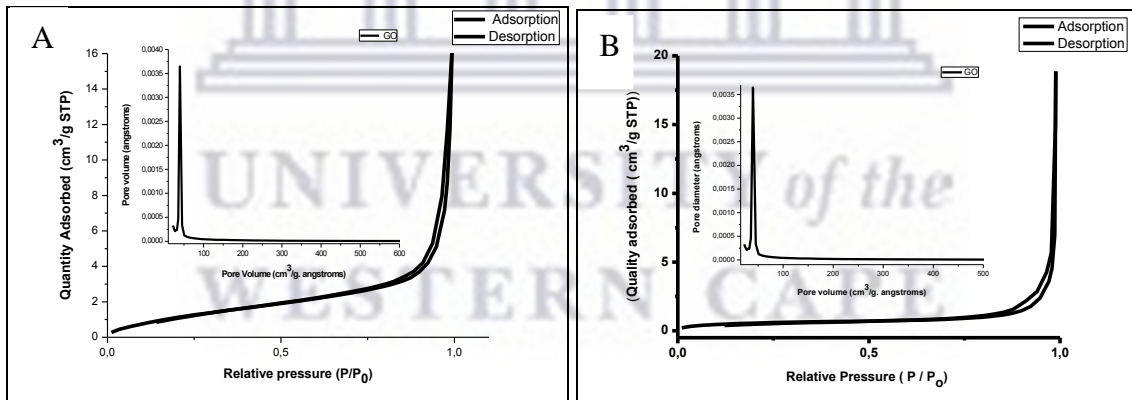 A
GO
Adsorption
Desorption
16
14
12
10
8
6
4
2
0
Quantity Adsorbed (cm³/g STP)
0,0040
0,0035
0,0030
0,0025
0,0020
0,0015
0,0010
0,0005
0,0000
Pore volume (angstroms)
100 200 300 400 500 600
Pore Volume (cm³/g. angstroms)
0,0 0,5 1,0
Relative pressure (P/P₀)
B
Adsorption
Desorption
GO
20
15
10
5
0
(Quality adsorbed ( cm³/g STP))
0,0035
0,0030
0,0025
0,0020
0,0015
0,0010
0,0005
0,0000
Pore diameter (angstroms)
100 200 300 400 500
Pore volume (cm³/g. angstroms)
0,0 0,5 1,0
Relative Pressure ( P / Pₒ)
UNIVERSITY of the
WESTERN CAPE